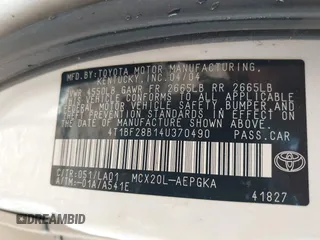 MFD. BY:
TOYOTA MOTOR MANUFACTURING,
KENTUCKY, INC. 04/04
GVWR 4550LB GAWR FR 2665LB RR 2665LB
THIS VEHICLE CONFORMS TO ALL APPLICABLE
FEDERAL MOTOR VEHICLE SAFETY, BUMPER, AND
THEFT PREVENTION STANDARDS IN EFFECT ON
THE DATE OF MANUFACTURE SHOWN ABOVE.
4T1BF28B14U370490 PASS.CAR
C/TR: 051/LA01 MCX20L-AEPGKA
A/TM: -01A/A541E
41827
TOYOTA
AMERIBID